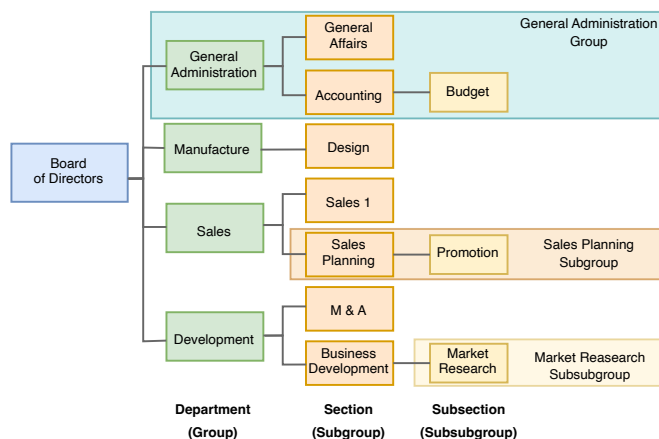 General
Affairs
General Administration
Group
General
Administration
Accounting
Budget
Manufacture
Design
Board
of Directors
Sales 1
Sales
Sales
Planning
Promotion
Sales Planning
Subgroup
M & A
Development
Business
Development
Market
Research
Market Reasearch
Subsubgroup
Department
(Group)
Section
(Subgroup)
Subsection
(Subsubgroup)